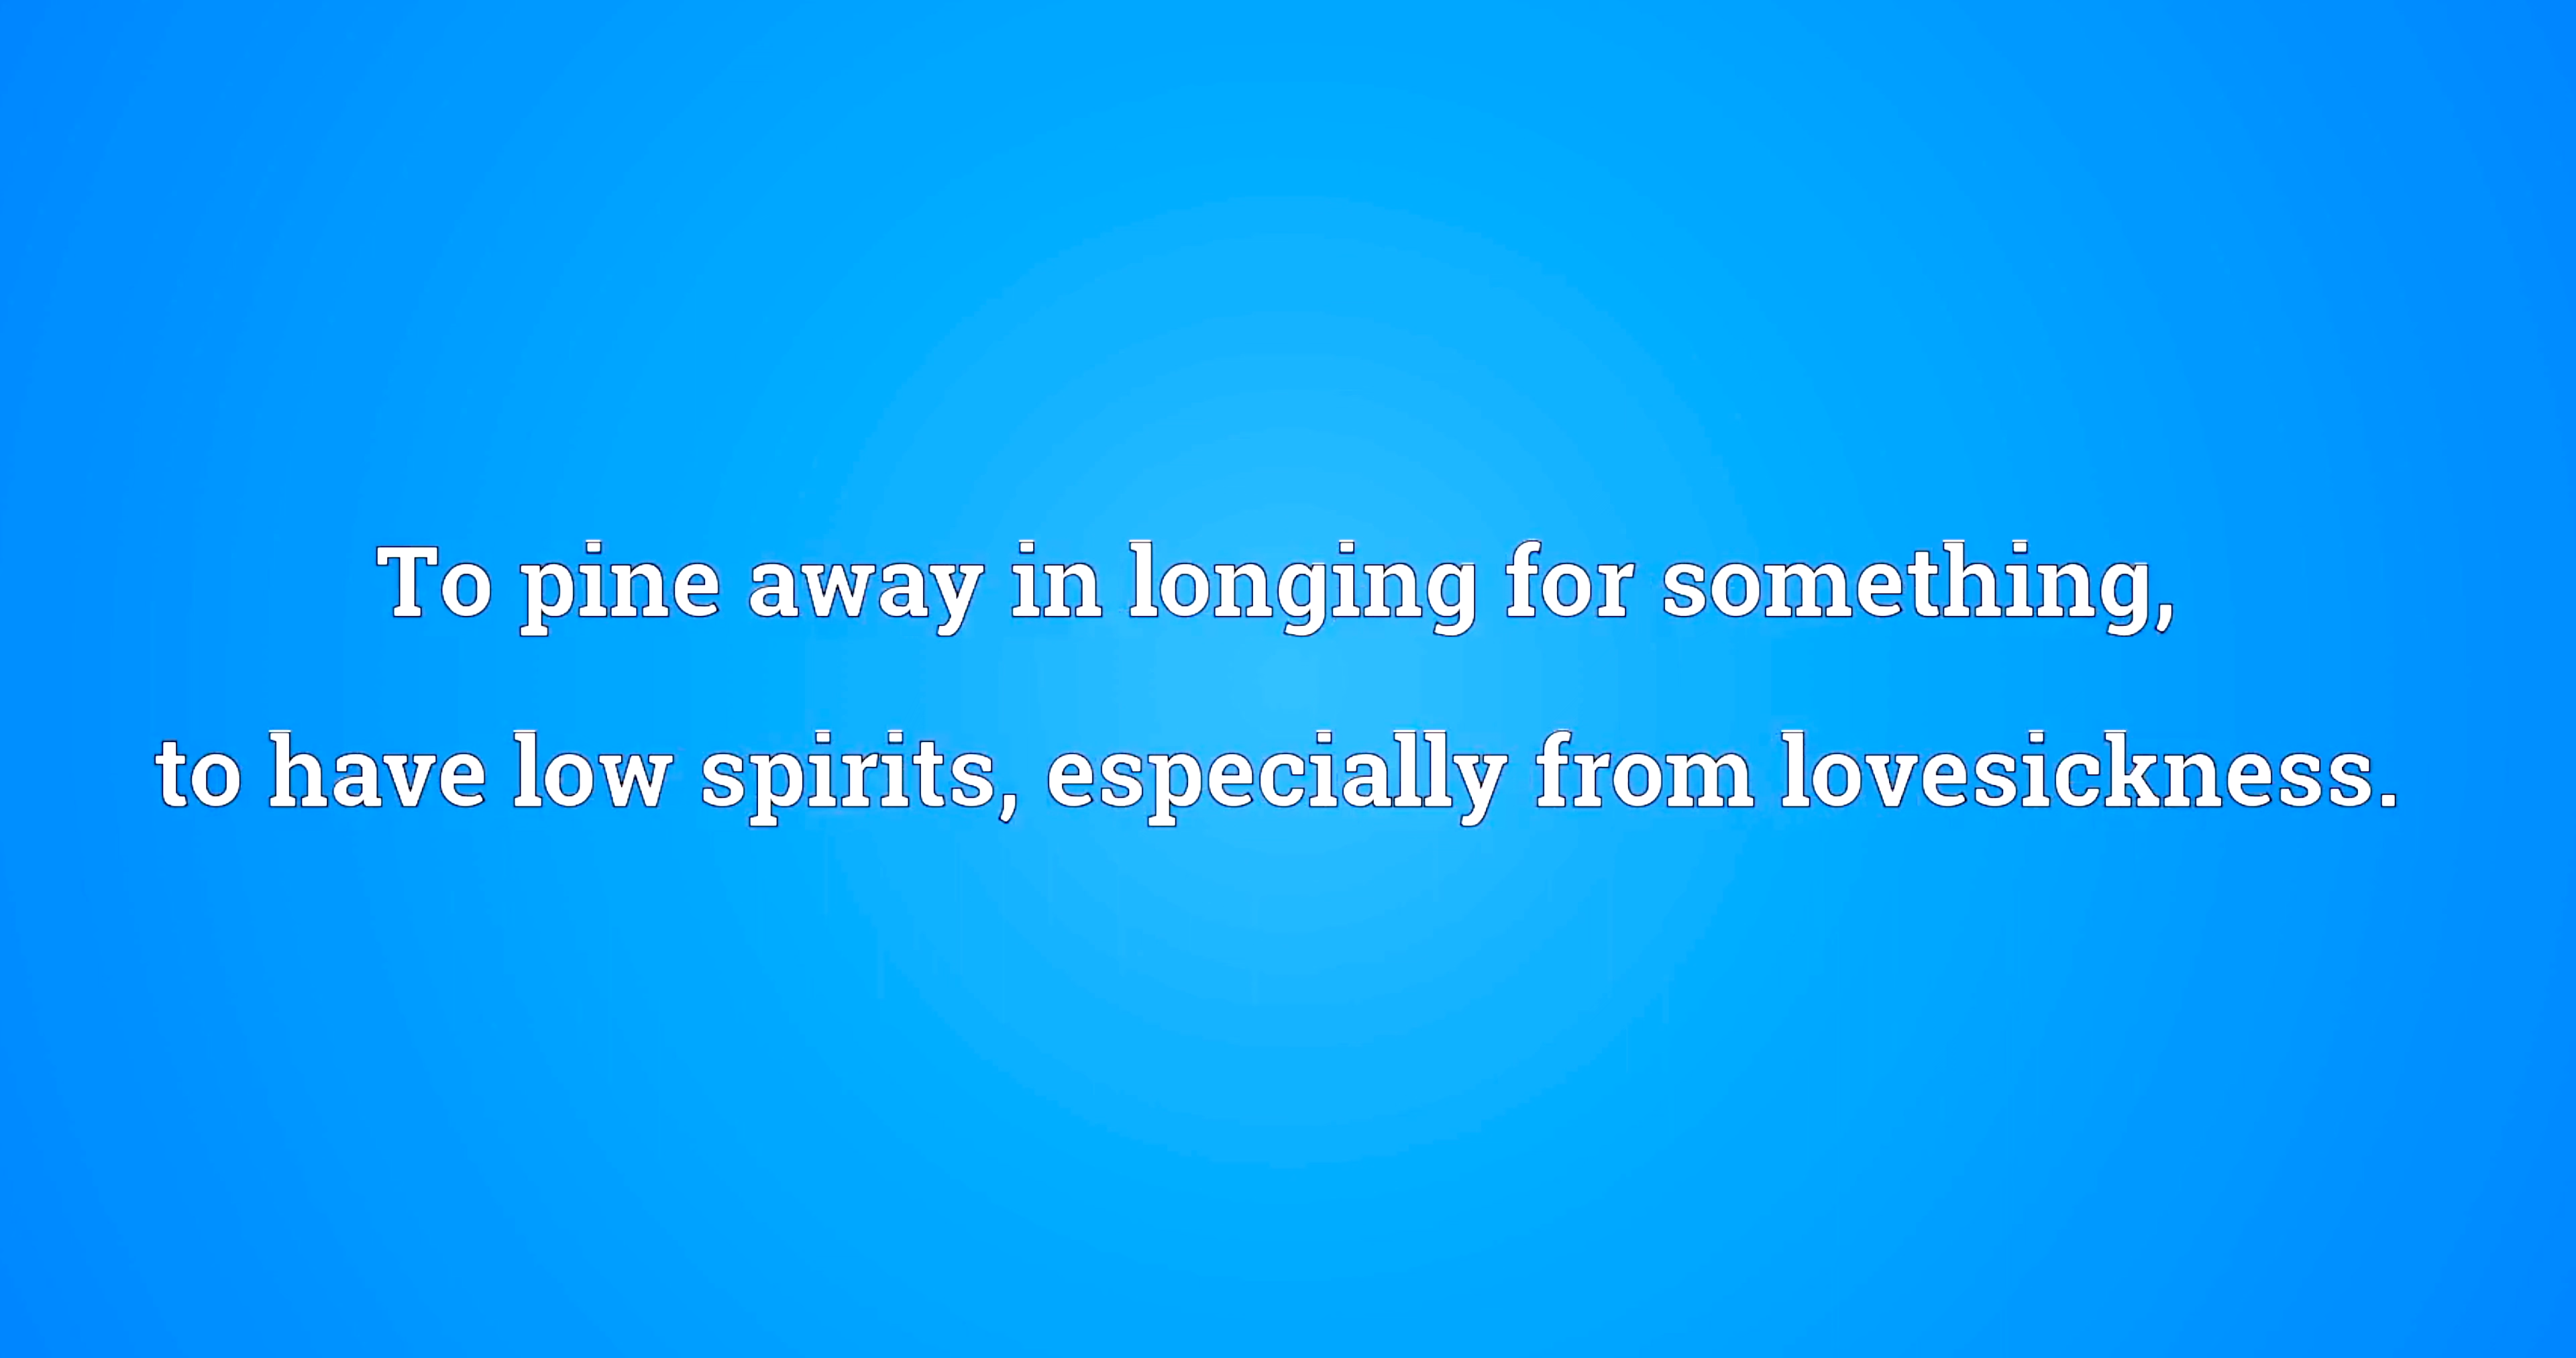 To pine away in longing for something,
to have low spirits, especially from lovesickness.